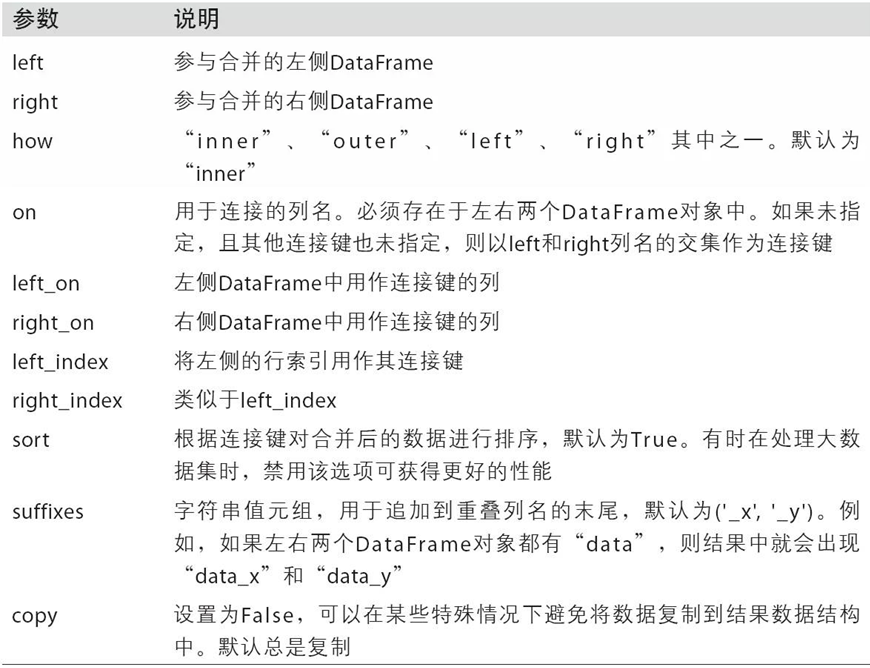 参数 说明
left 参与合并的左侧DataFrame
right 参与合并的右侧DataFrame
how “inner”、“outer”、“left”、“right”其中之一。默认为
“inner”
on 用于连接的列名。必须存在于左右两个DataFrame对象中。如果未指
定，且其他连接键也未指定，则以left和right列名的交集作为连接键
left_on 左侧DataFrame中用作连接键的列
right_on 右侧DataFrame中用作连接键的列
left_index 将左侧的行索引用作其连接键
right_index 类似于left_index
sort 根据连接键对合并后的数据进行排序，默认为True。有时在处理大数
据集时，禁用该选项可获得更好的性能
suffixes 字符串值元组，用于追加到重叠列名的末尾，默认为('_x', '_y')。例
如，如果左右两个DataFrame对象都有“data”，则结果中就会出现
“data_x”和“data_y”
copy 设置为False，可以在某些特殊情况下避免将数据复制到结果数据结构
中。默认总是复制